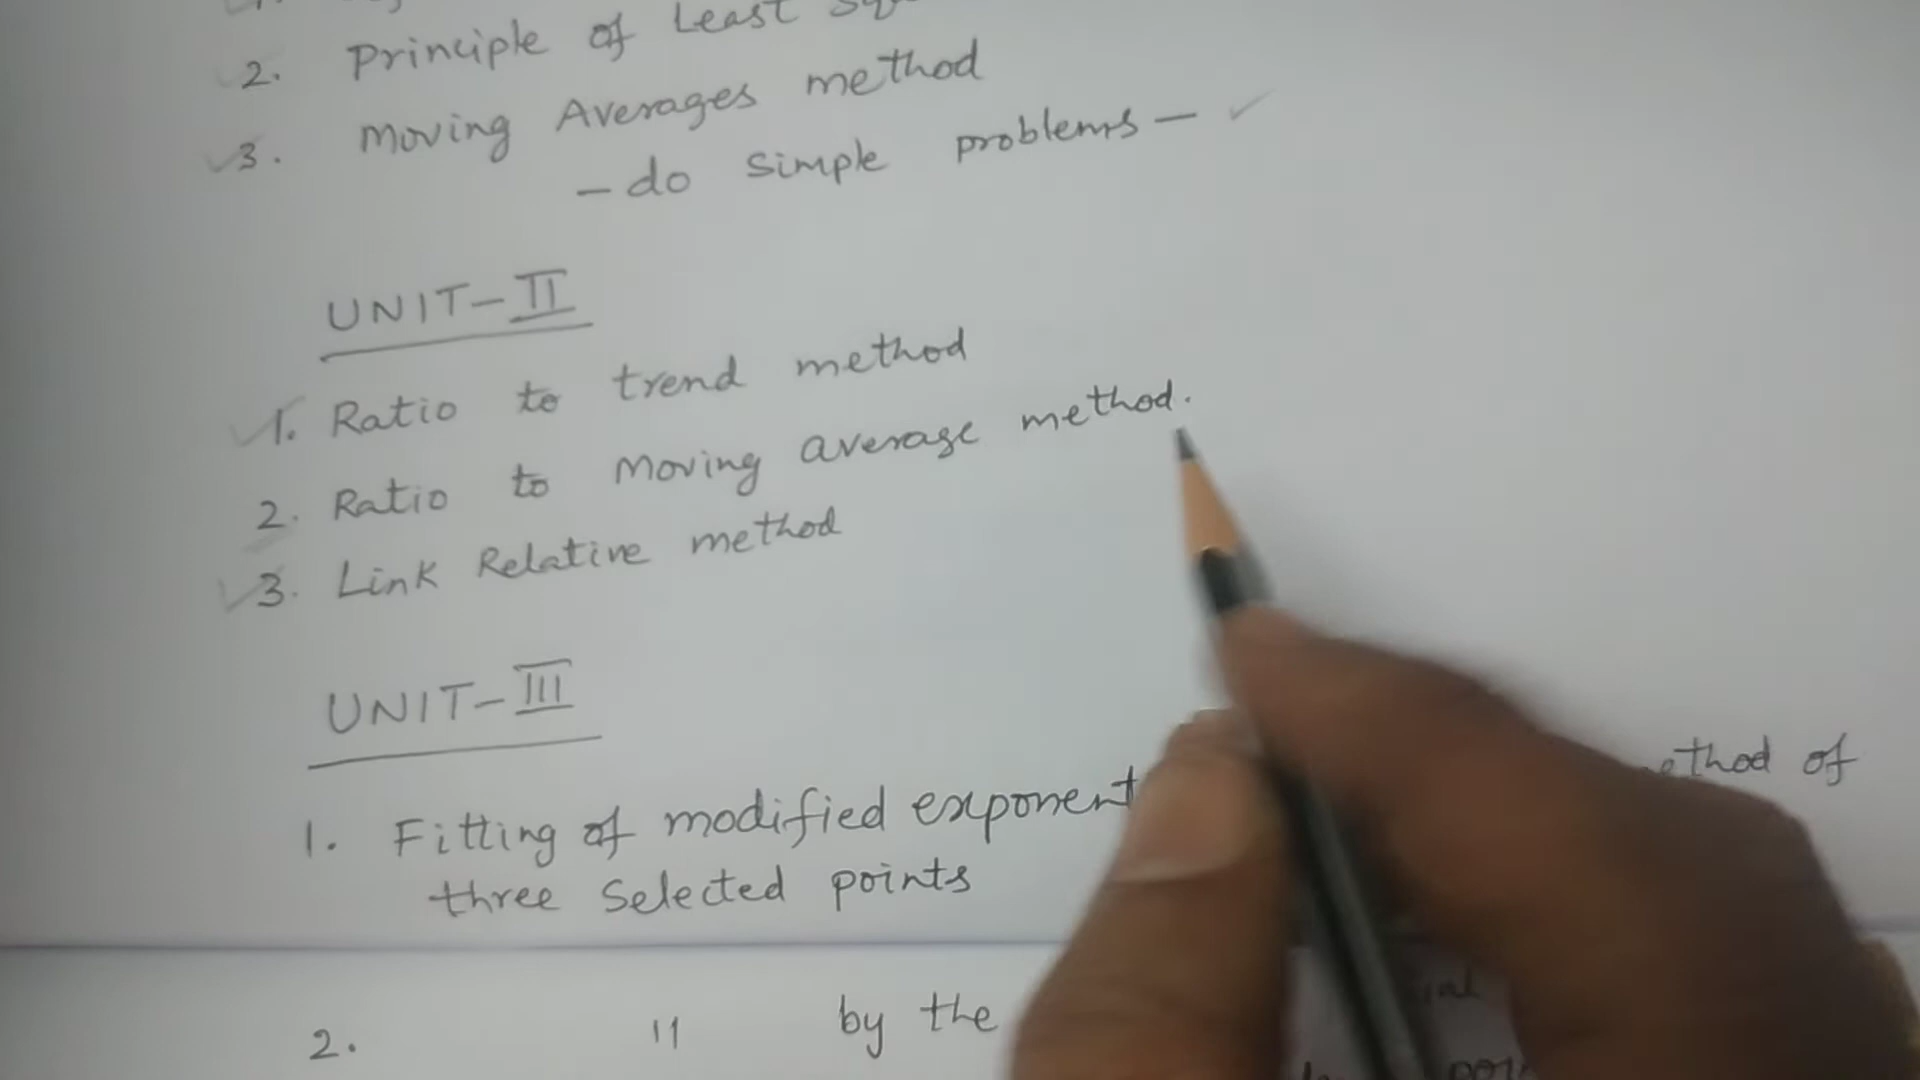 2. Principle of Least
3. Moving Averages method
- do simple problems -
UNIT-II
1. Ratio to trend method
2. Ratio to Moving average method.
3. Link Relative method
UNIT-III
1. Fitting of modified exponent method of
three Selected points
2. 11 by the